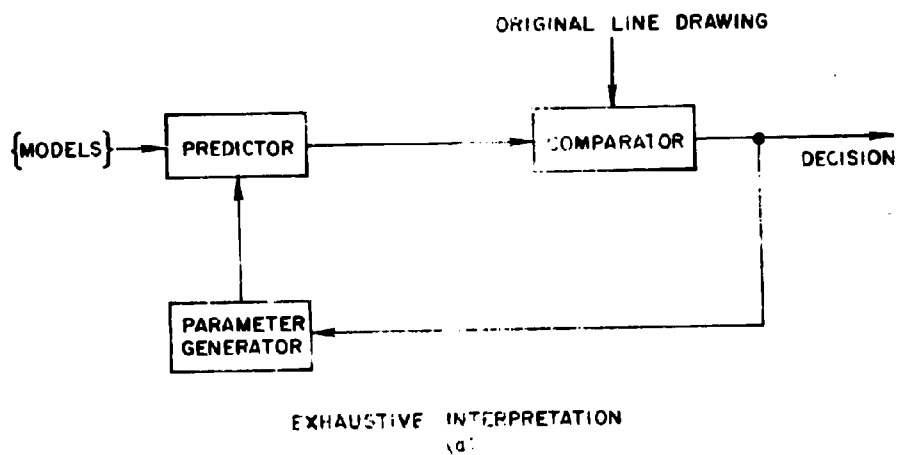 ORIGINAL LINE DRAWING
{MODELS}
PREDICTOR
COMPARATOR
DECISION
PARAMETER
GENERATOR
EXHAUSTIVE INTERPRETATION
(a)